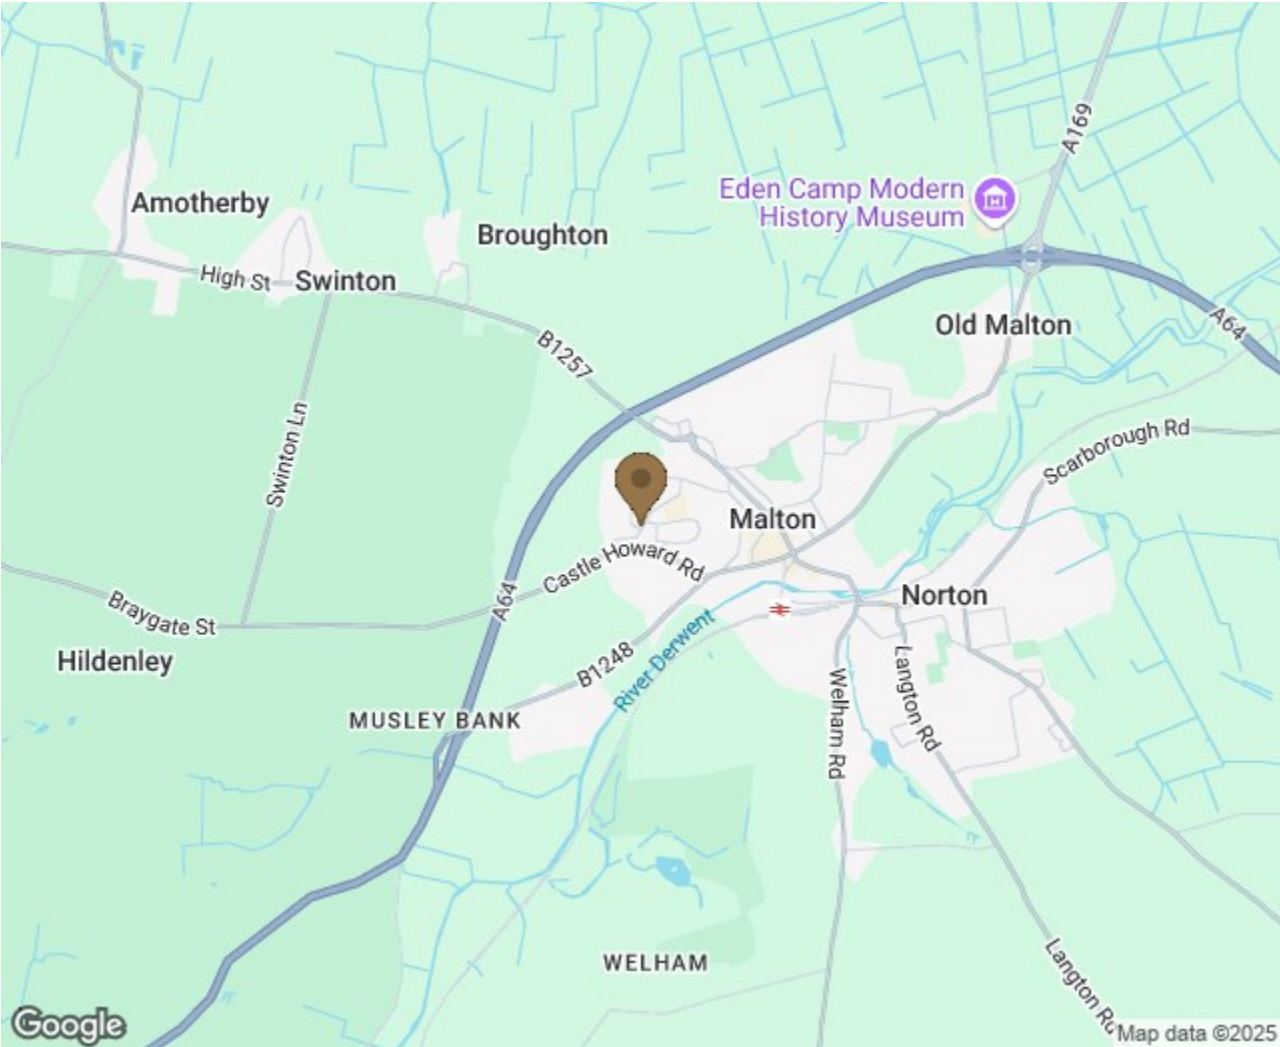 A169
Eden Camp Modern
History Museum
Amotherby
Broughton
High St
Swinton
Old Malton
A64
B1257
Swinton Ln
Scarborough Rd
Malton
Castle Howard Rd
A64
Norton
Braygate St
Hildenley
B1248
River Derwent
Langton Rd
Welham Rd
MUSLEY BANK
WELHAM
Langton Rd
Google
Map data ©2025